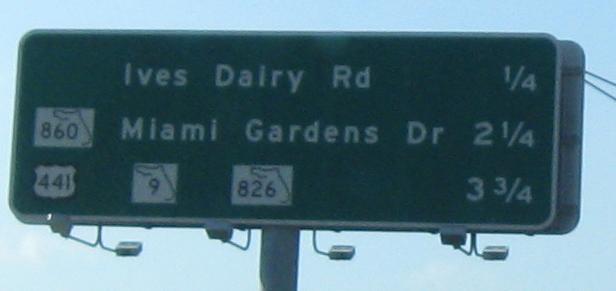 Ives Dairy Rd 1/4
860 Miami Gardens Dr 2 1/4
441 9 826 3 3/4